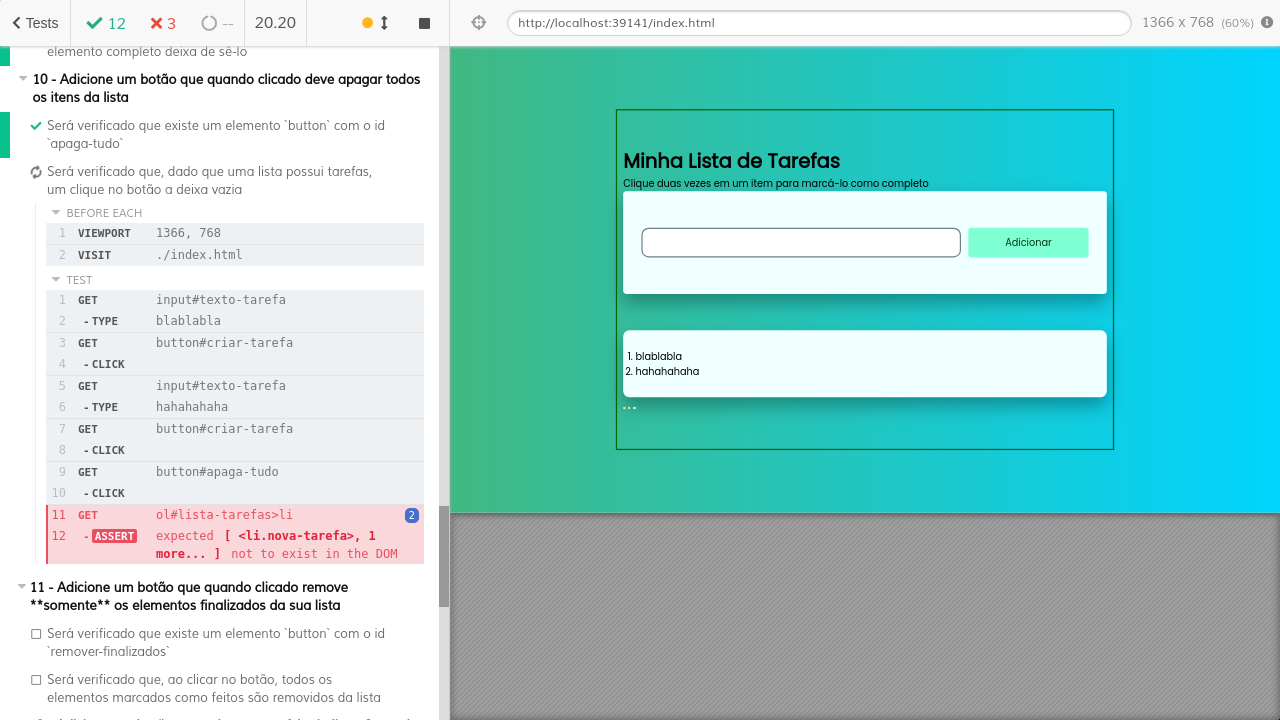 Tests 12 3 -- 20.20 http://localhost:39141/index.html 1366 x 768 (60%)
elemento completo deixa de sê-lo
10 - Adicione um botão que quando clicado deve apagar todos
os itens da lista
Será verificado que existe um elemento `button` com o id
`apaga-tudo`
Será verificado que, dado que uma lista possui tarefas,
um clique no botão a deixa vazia
BEFORE EACH
1 VIEWPORT 1366, 768
2 VISIT ./index.html
TEST
1 GET input#texto-tarefa
2 -TYPE blablabla
3 GET button#criar-tarefa
4 -CLICK
5 GET input#texto-tarefa
6 -TYPE hahahahaha
7 GET button#criar-tarefa
8 -CLICK
9 GET button#apaga-tudo
10 -CLICK
11 GET ol#lista-tarefas>li 2
12 -ASSERT expected [ <li.nova-tarefa>, 1
more... ] not to exist in the DOM
11 - Adicione um botão que quando clicado remove
**somente** os elementos finalizados da sua lista
Será verificado que existe um elemento `button` com o id
`remover-finalizados`
Será verificado que, ao clicar no botão, todos os
elementos marcados como feitos são removidos da lista
Minha Lista de Tarefas
Clique duas vezes em um item para marcá-lo como completo
Adicionar
1. blablabla
2. hahahahaha